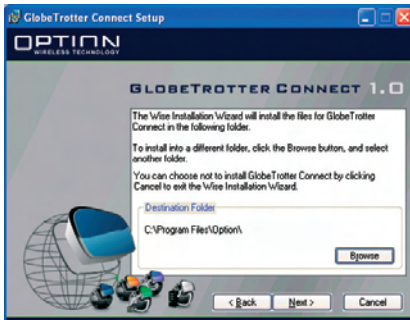 GlobeTrotter Connect Setup
OPTION
WIRELESS TECHNOLOGY
GLOBETROTTER CONNECT 1.0
The Wise Installation Wizard will install the files for GlobeTrotter
Connect in the following folder.
To install into a different folder, click the Browse button, and select
another folder.
You can choose not to install GlobeTrotter Connect by clicking
Cancel to exit the Wise Installation Wizard.
Destination Folder
C:\Program Files\Option\
Browse
< Back
Next >
Cancel